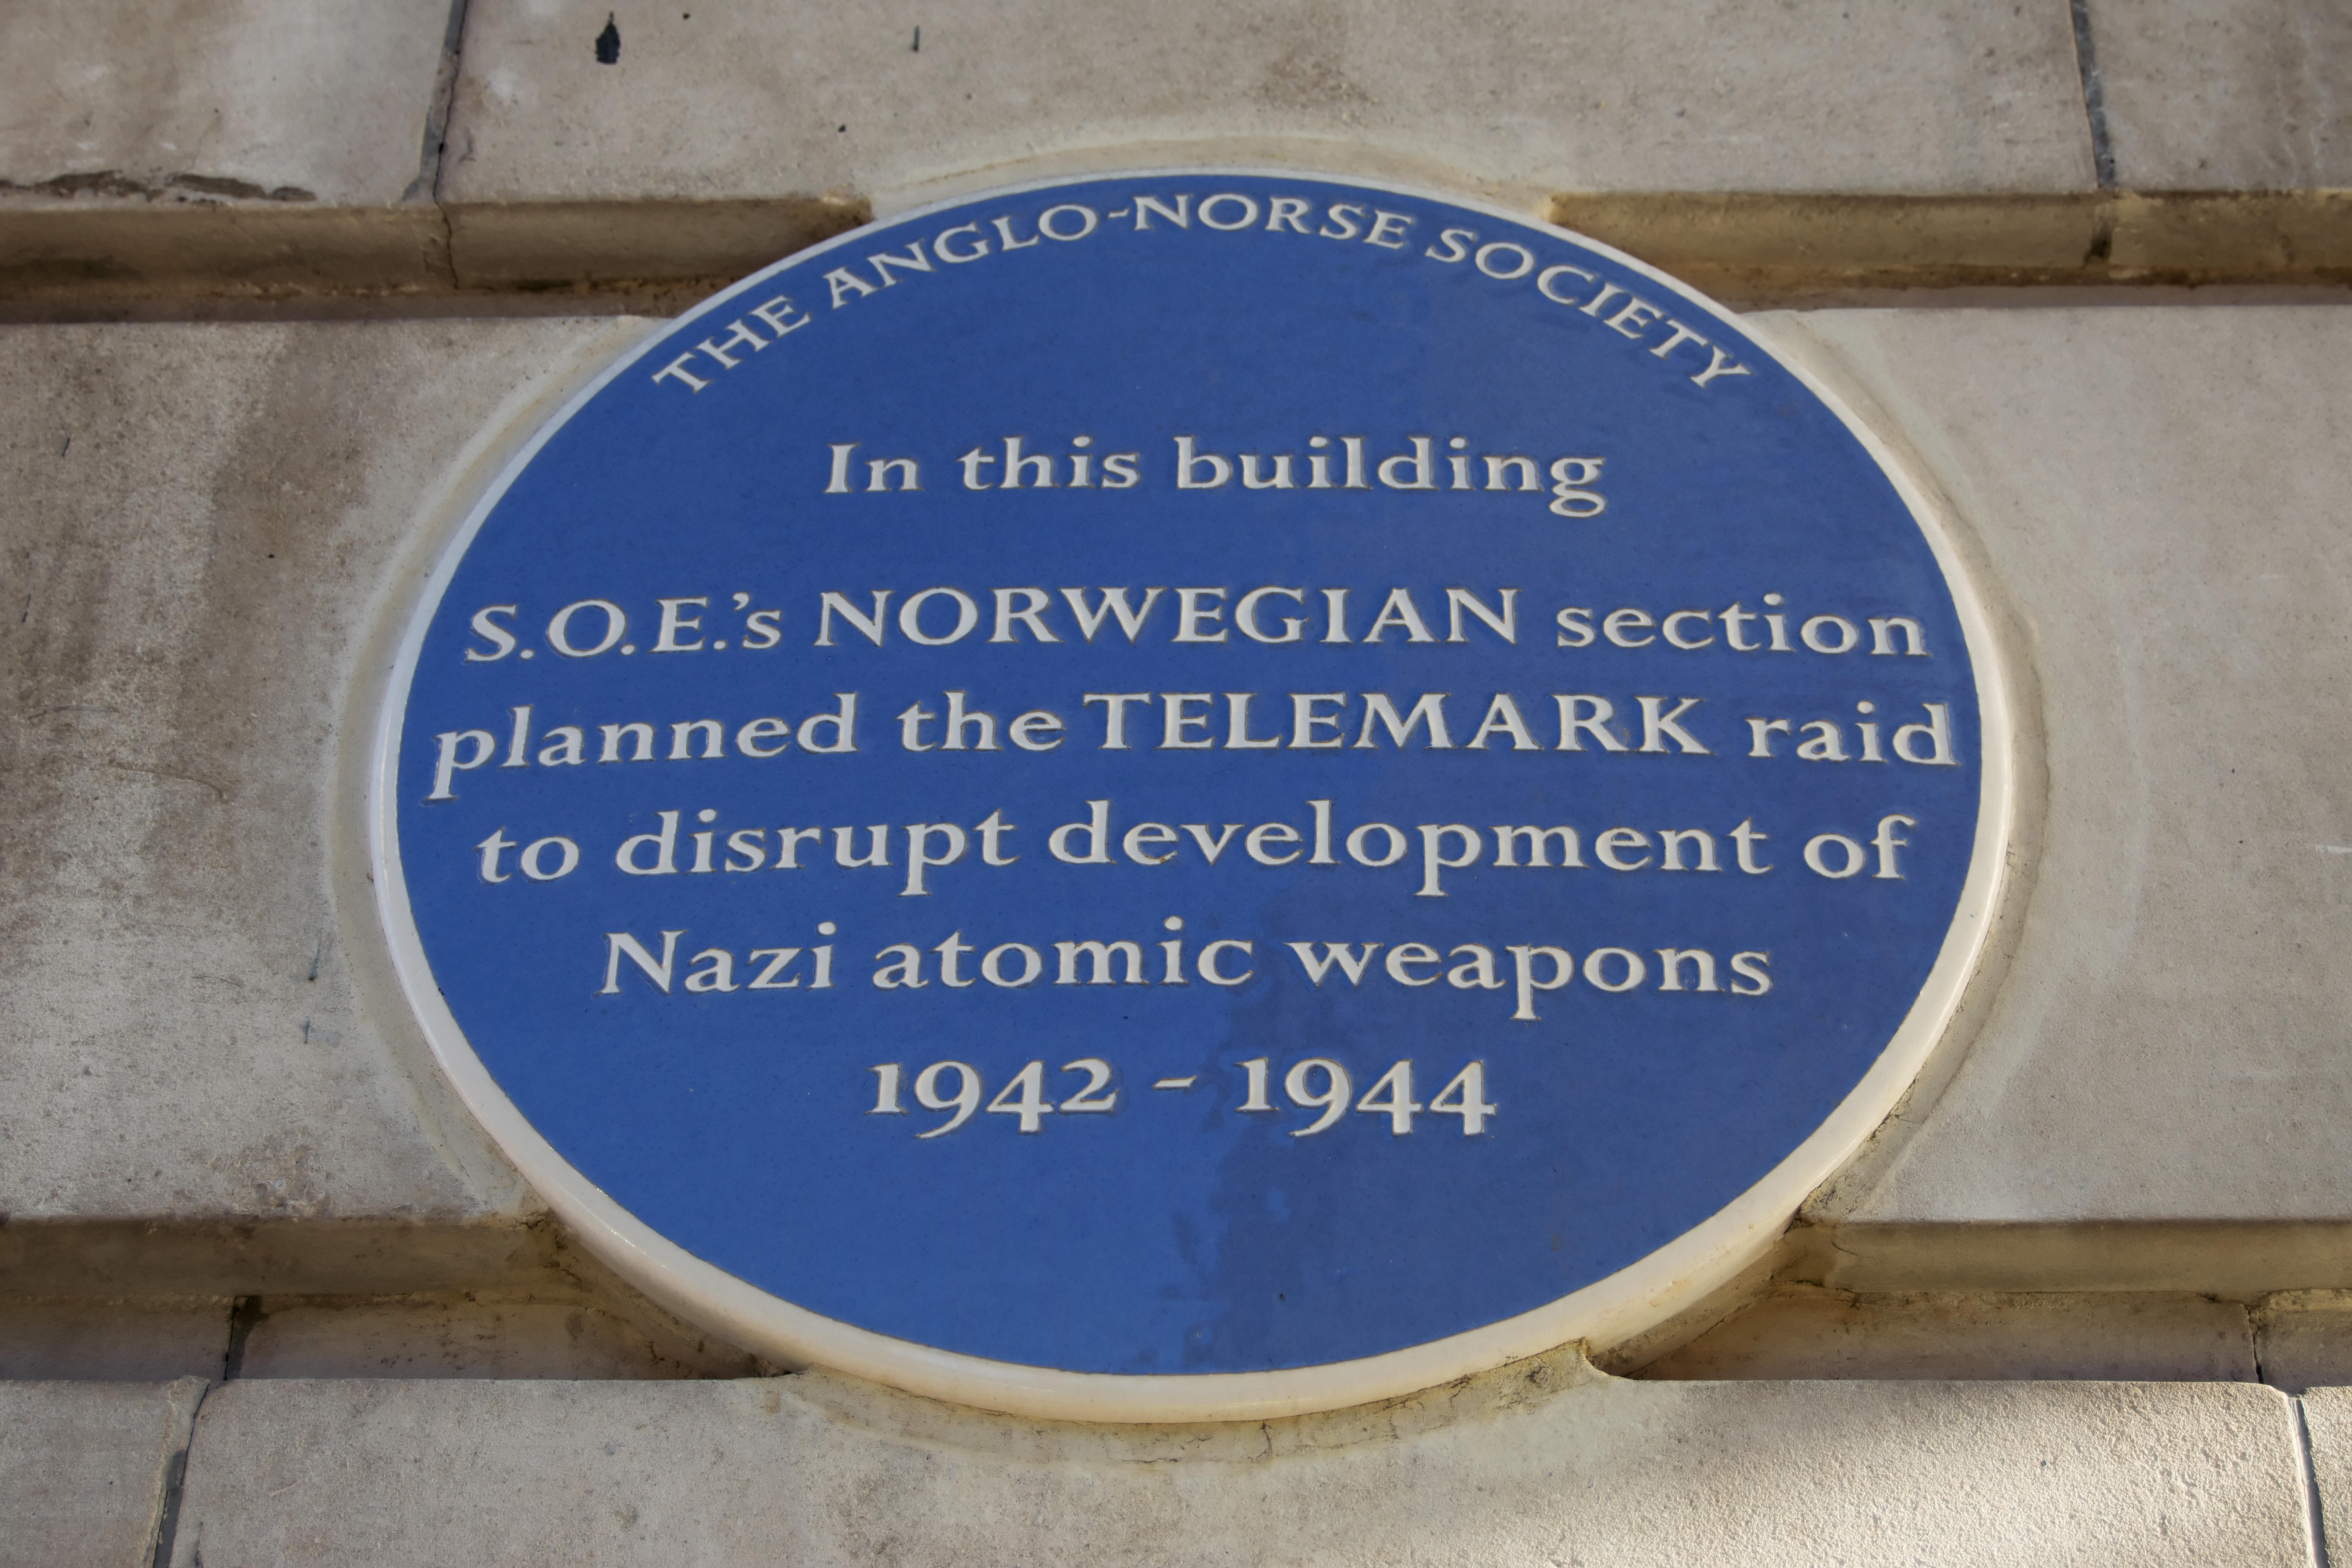 THE ANGLO-NORSE SOCIETY
In this building
S.O.E.'s NORWEGIAN section
planned the TELEMARK raid
to disrupt development of
Nazi atomic weapons
1942 - 1944